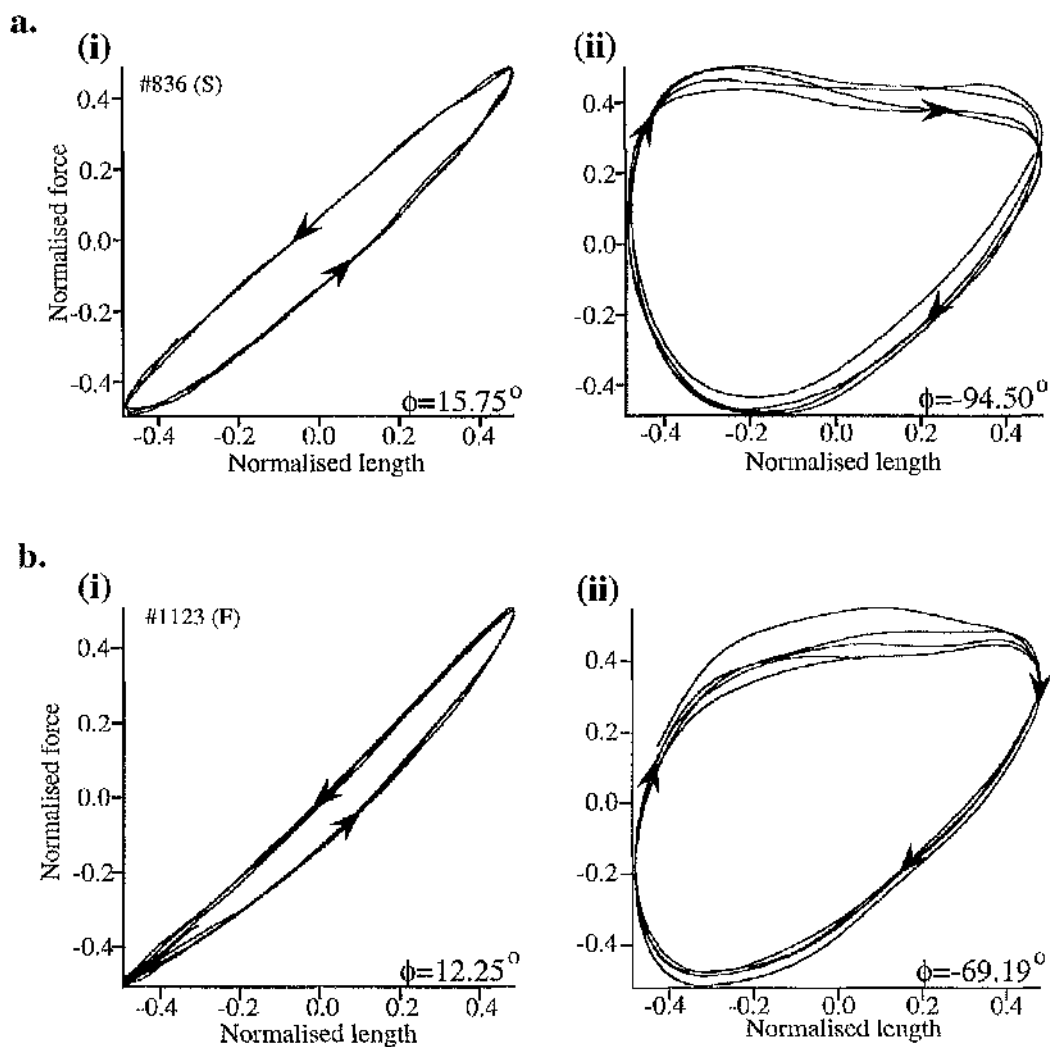 a.
(i)
#836 (S)
Normalised force
0.4
0.2
0.0
-0.2
-0.4
ϕ=15.75°
-0.4 -0.2 0.0 0.2 0.4
Normalised length
(ii)
0.4
0.2
0.0
-0.2
-0.4
ϕ=-94.50°
-0.4 -0.2 0.0 0.2 0.4
Normalised length
b.
(i)
#1123 (F)
Normalised force
0.4
0.2
0.0
-0.2
-0.4
ϕ=12.25°
-0.4 -0.2 0.0 0.2 0.4
Normalised length
(ii)
0.4
0.2
0.0
-0.2
-0.4
ϕ=-69.19°
-0.4 -0.2 0.0 0.2 0.4
Normalised length